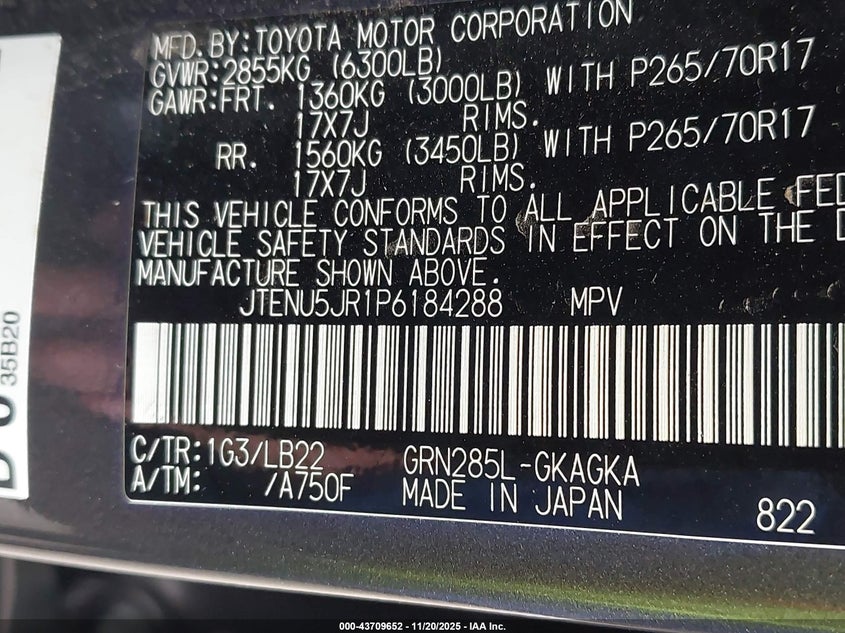 MFD. BY: TOYOTA MOTOR CORPORATION
GVWR: 2855KG (6300LB)
GAWR: FRT. 1360KG (3000LB) WITH P265/70R17
17X7J RIMS.
RR. 1560KG (3450LB) WITH P265/70R17
17X7J RIMS.
THIS VEHICLE CONFORMS TO ALL APPLICABLE FED
VEHICLE SAFETY STANDARDS IN EFFECT ON THE D
MANUFACTURE SHOWN ABOVE.
JTENU5JR1P6184288 MPV
C/TR: 1G3/LB22 GRN285L-GKAGKA
A/TM: /A750F MADE IN JAPAN
822
35B20
000-43709652 - 11/20/2025 - IAA Inc.